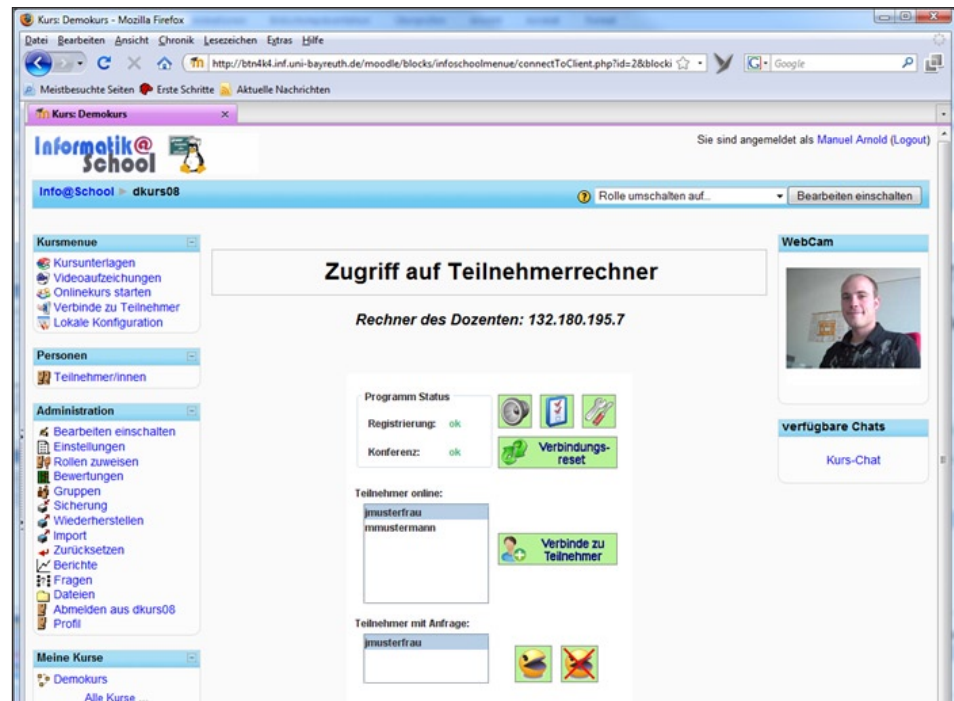 Kurs: Demokurs - Mozilla Firefox
Datei Bearbeiten Ansicht Chronik Lesezeichen Extras Hilfe
http://btn4k4.inf.uni-bayreuth.de/moodle/blocks/infoschoolmenue/connectToClient.php?id=2&blocki
Google
Meistbesuchte Seiten Erste Schritte Aktuelle Nachrichten
Kurs: Demokurs
Informatik@
School
Sie sind angemeldet als Manuel Arnold (Logout)
Info@School ► dkurs08
Rolle umschalten auf...
Bearbeiten einschalten
Kursmenue
Kursunterlagen
Videoaufzeichungen
Onlinekurs starten
Verbinde zu Teilnehmer
Lokale Konfiguration
Personen
Teilnehmer/innen
Administration
Bearbeiten einschalten
Einstellungen
Rollen zuweisen
Bewertungen
Gruppen
Sicherung
Wiederherstellen
Import
Zurücksetzen
Berichte
Fragen
Dateien
Abmelden aus dkurs08
Profil
Meine Kurse
Demokurs
Alle Kurse ...
Zugriff auf Teilnehmerrechner
Rechner des Dozenten: 132.180.195.7
Programm Status
Registrierung: ok
Konferenz: ok
Verbindungs-
reset
Teilnehmer online:
jmusterfrau
mmustermann
Verbinde zu
Teilnehmer
Teilnehmer mit Anfrage:
jmusterfrau
WebCam
verfügbare Chats
Kurs-Chat